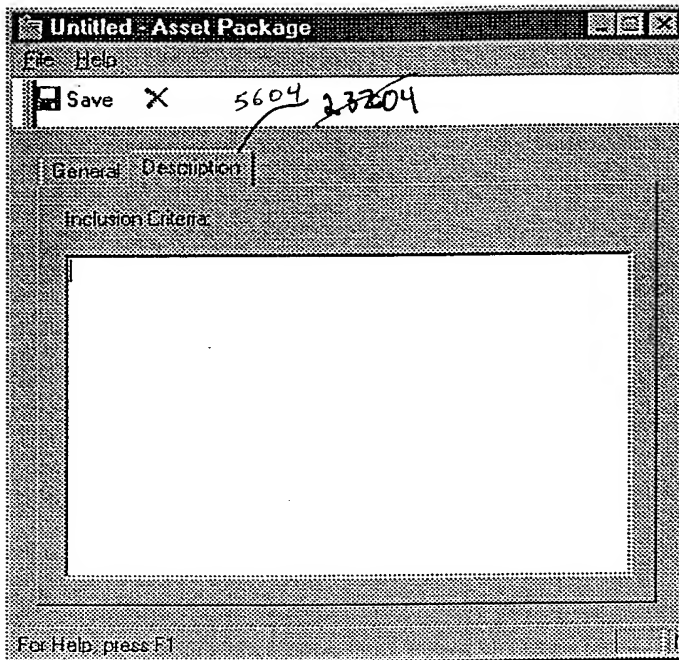 Untitled - Asset Package
File Help
Save 5604
General Description
Inclusion Criteria:
For Help, press F1